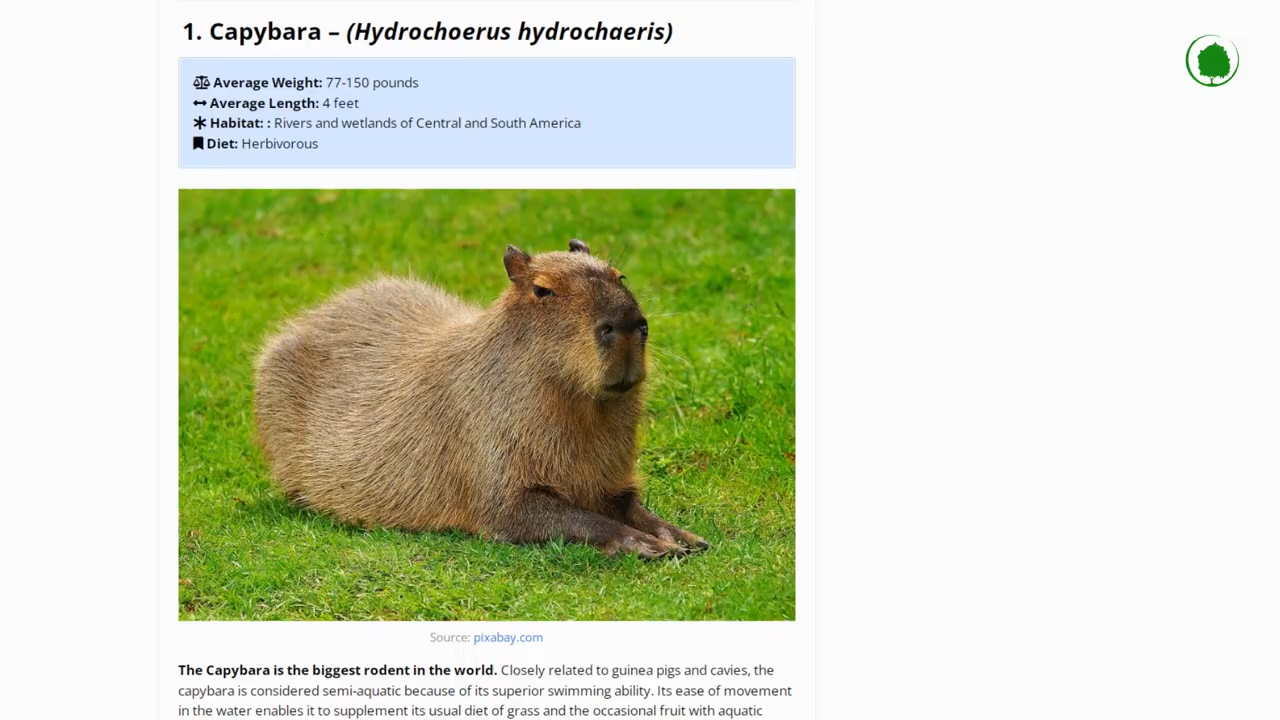 1. Capybara – (Hydrochoerus hydrochaeris)
Average Weight: 77-150 pounds
Average Length: 4 feet
Habitat: : Rivers and wetlands of Central and South America
Diet: Herbivorous
Source: pixabay.com
The Capybara is the biggest rodent in the world. Closely related to guinea pigs and cavies, the
capybara is considered semi-aquatic because of its superior swimming ability. Its ease of movement
in the water enables it to supplement its usual diet of grass and the occasional fruit with aquatic